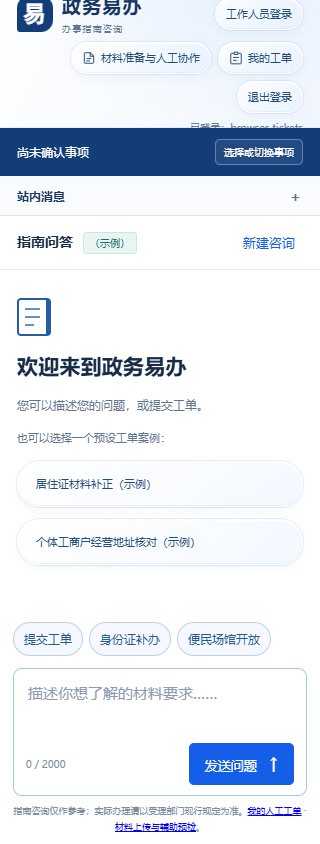 易 政务易办
办事指南咨询
工作人员登录
材料准备与人工协作
我的工单
退出登录
已登录：browser-tickets
尚未确认事项
选择或切换事项
站内消息 +
指南问答 （示例） 新建咨询
欢迎来到政务易办
您可以描述您的问题，或提交工单。
也可以选择一个预设工单案例：
居住证材料补正（示例）
个体工商户经营地址核对（示例）
提交工单 身份证补办 便民场馆开放
描述你想了解的材料要求……
0 / 2000 发送问题 ↑
指南咨询仅作参考；实际办理请以受理部门现行规定为准。我的人工工单 ·
材料上传与辅助预检。